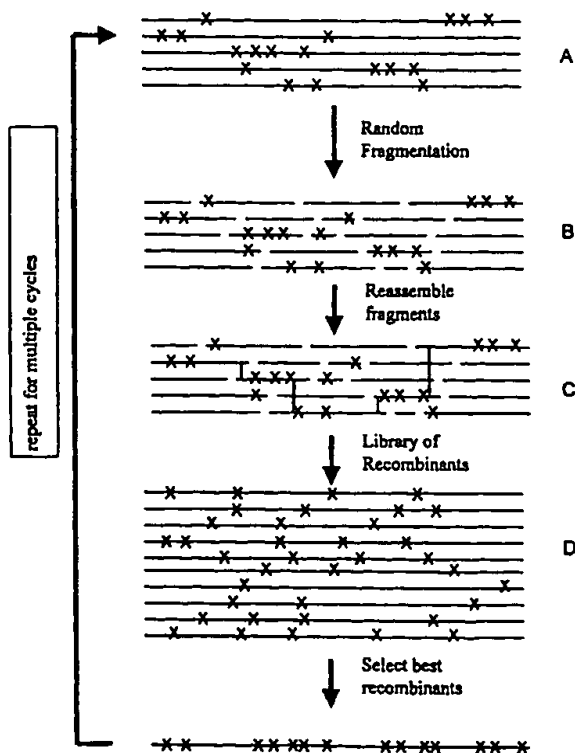 A
Random
Fragmentation
B
Reassemble
fragments
C
Library of
Recombinants
D
Select best
recombinants
repeat for multiple cycles